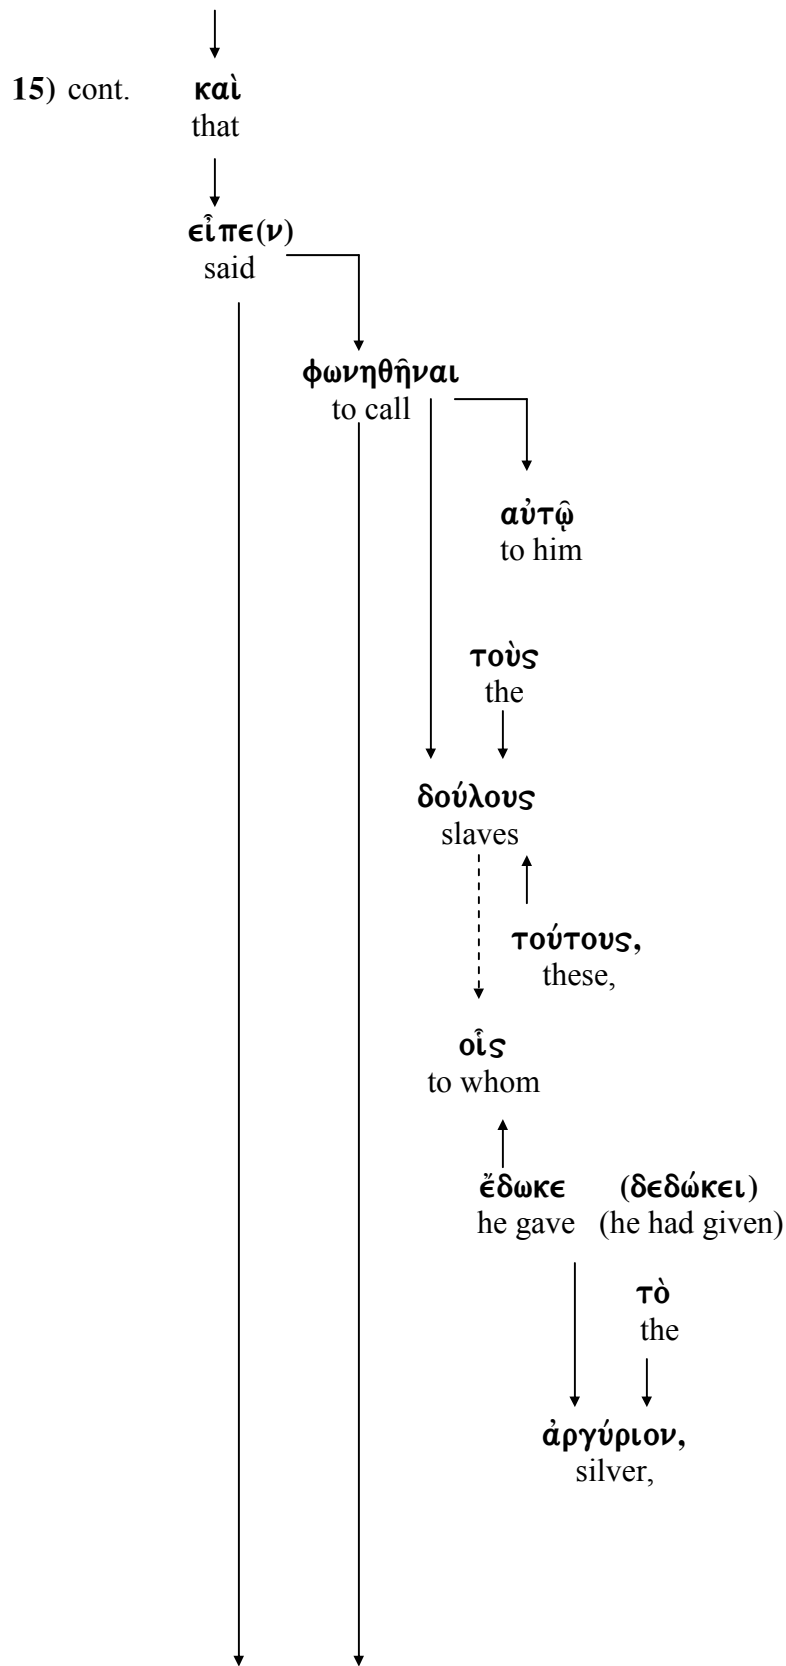 15) cont. καὶ
that
εἶπε(ν)
said
φωνηθῆναι
to call
αὐτῷ
to him
τοὺς
the
δούλους
slaves
τούτους,
these,
οἷς
to whom
ἔδωκε (δεδώκει)
he gave (he had given)
τὸ
the
ἀργύριον,
silver,